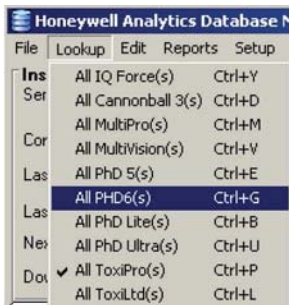 Honeywell Analytics Database
File Lookup Edit Reports Setup
Ins
Ser
All IQ Force(s) Ctrl+Y
All Cannonball 3(s) Ctrl+D
Cor
All MultiPro(s) Ctrl+M
All MultiVision(s) Ctrl+V
Las
All PhD 5(s) Ctrl+E
All PHD6(s) Ctrl+G
Las
All PhD Lite(s) Ctrl+B
Nex
All PhD Ultra(s) Ctrl+U
Dov
✔ All ToxiPro(s) Ctrl+P
All ToxiLtd(s) Ctrl+L